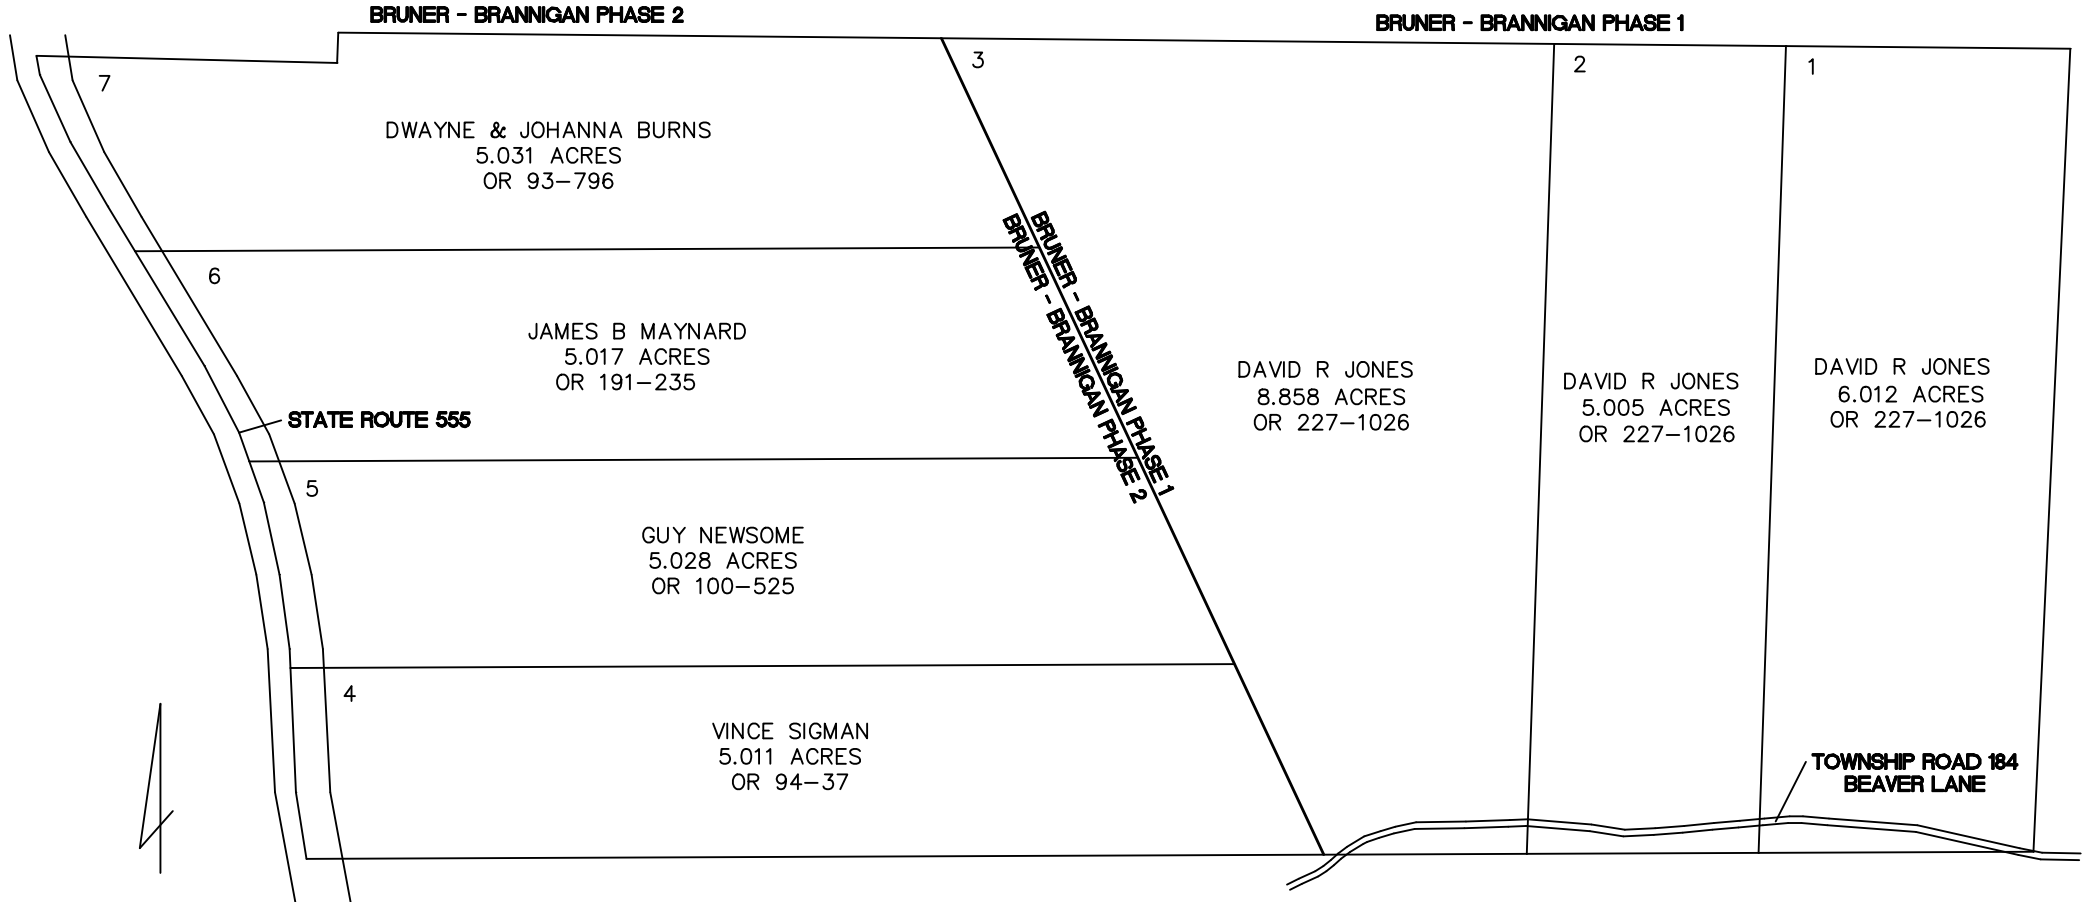 BRUNER - BRANNIGAN PHASE 2
BRUNER - BRANNIGAN PHASE 1
7
DWAYNE & JOHANNA BURNS
5.031 ACRES
OR 93-796
3
2
1
6
JAMES B MAYNARD
5.017 ACRES
OR 191-235
BRUNER - BRANNIGAN PHASE 1
BRUNER - BRANNIGAN PHASE 2
DAVID R JONES
8.858 ACRES
OR 227-1026
DAVID R JONES
5.005 ACRES
OR 227-1026
DAVID R JONES
6.012 ACRES
OR 227-1026
STATE ROUTE 555
5
GUY NEWSOME
5.028 ACRES
OR 100-525
4
VINCE SIGMAN
5.011 ACRES
OR 94-37
TOWNSHIP ROAD 184
BEAVER LANE